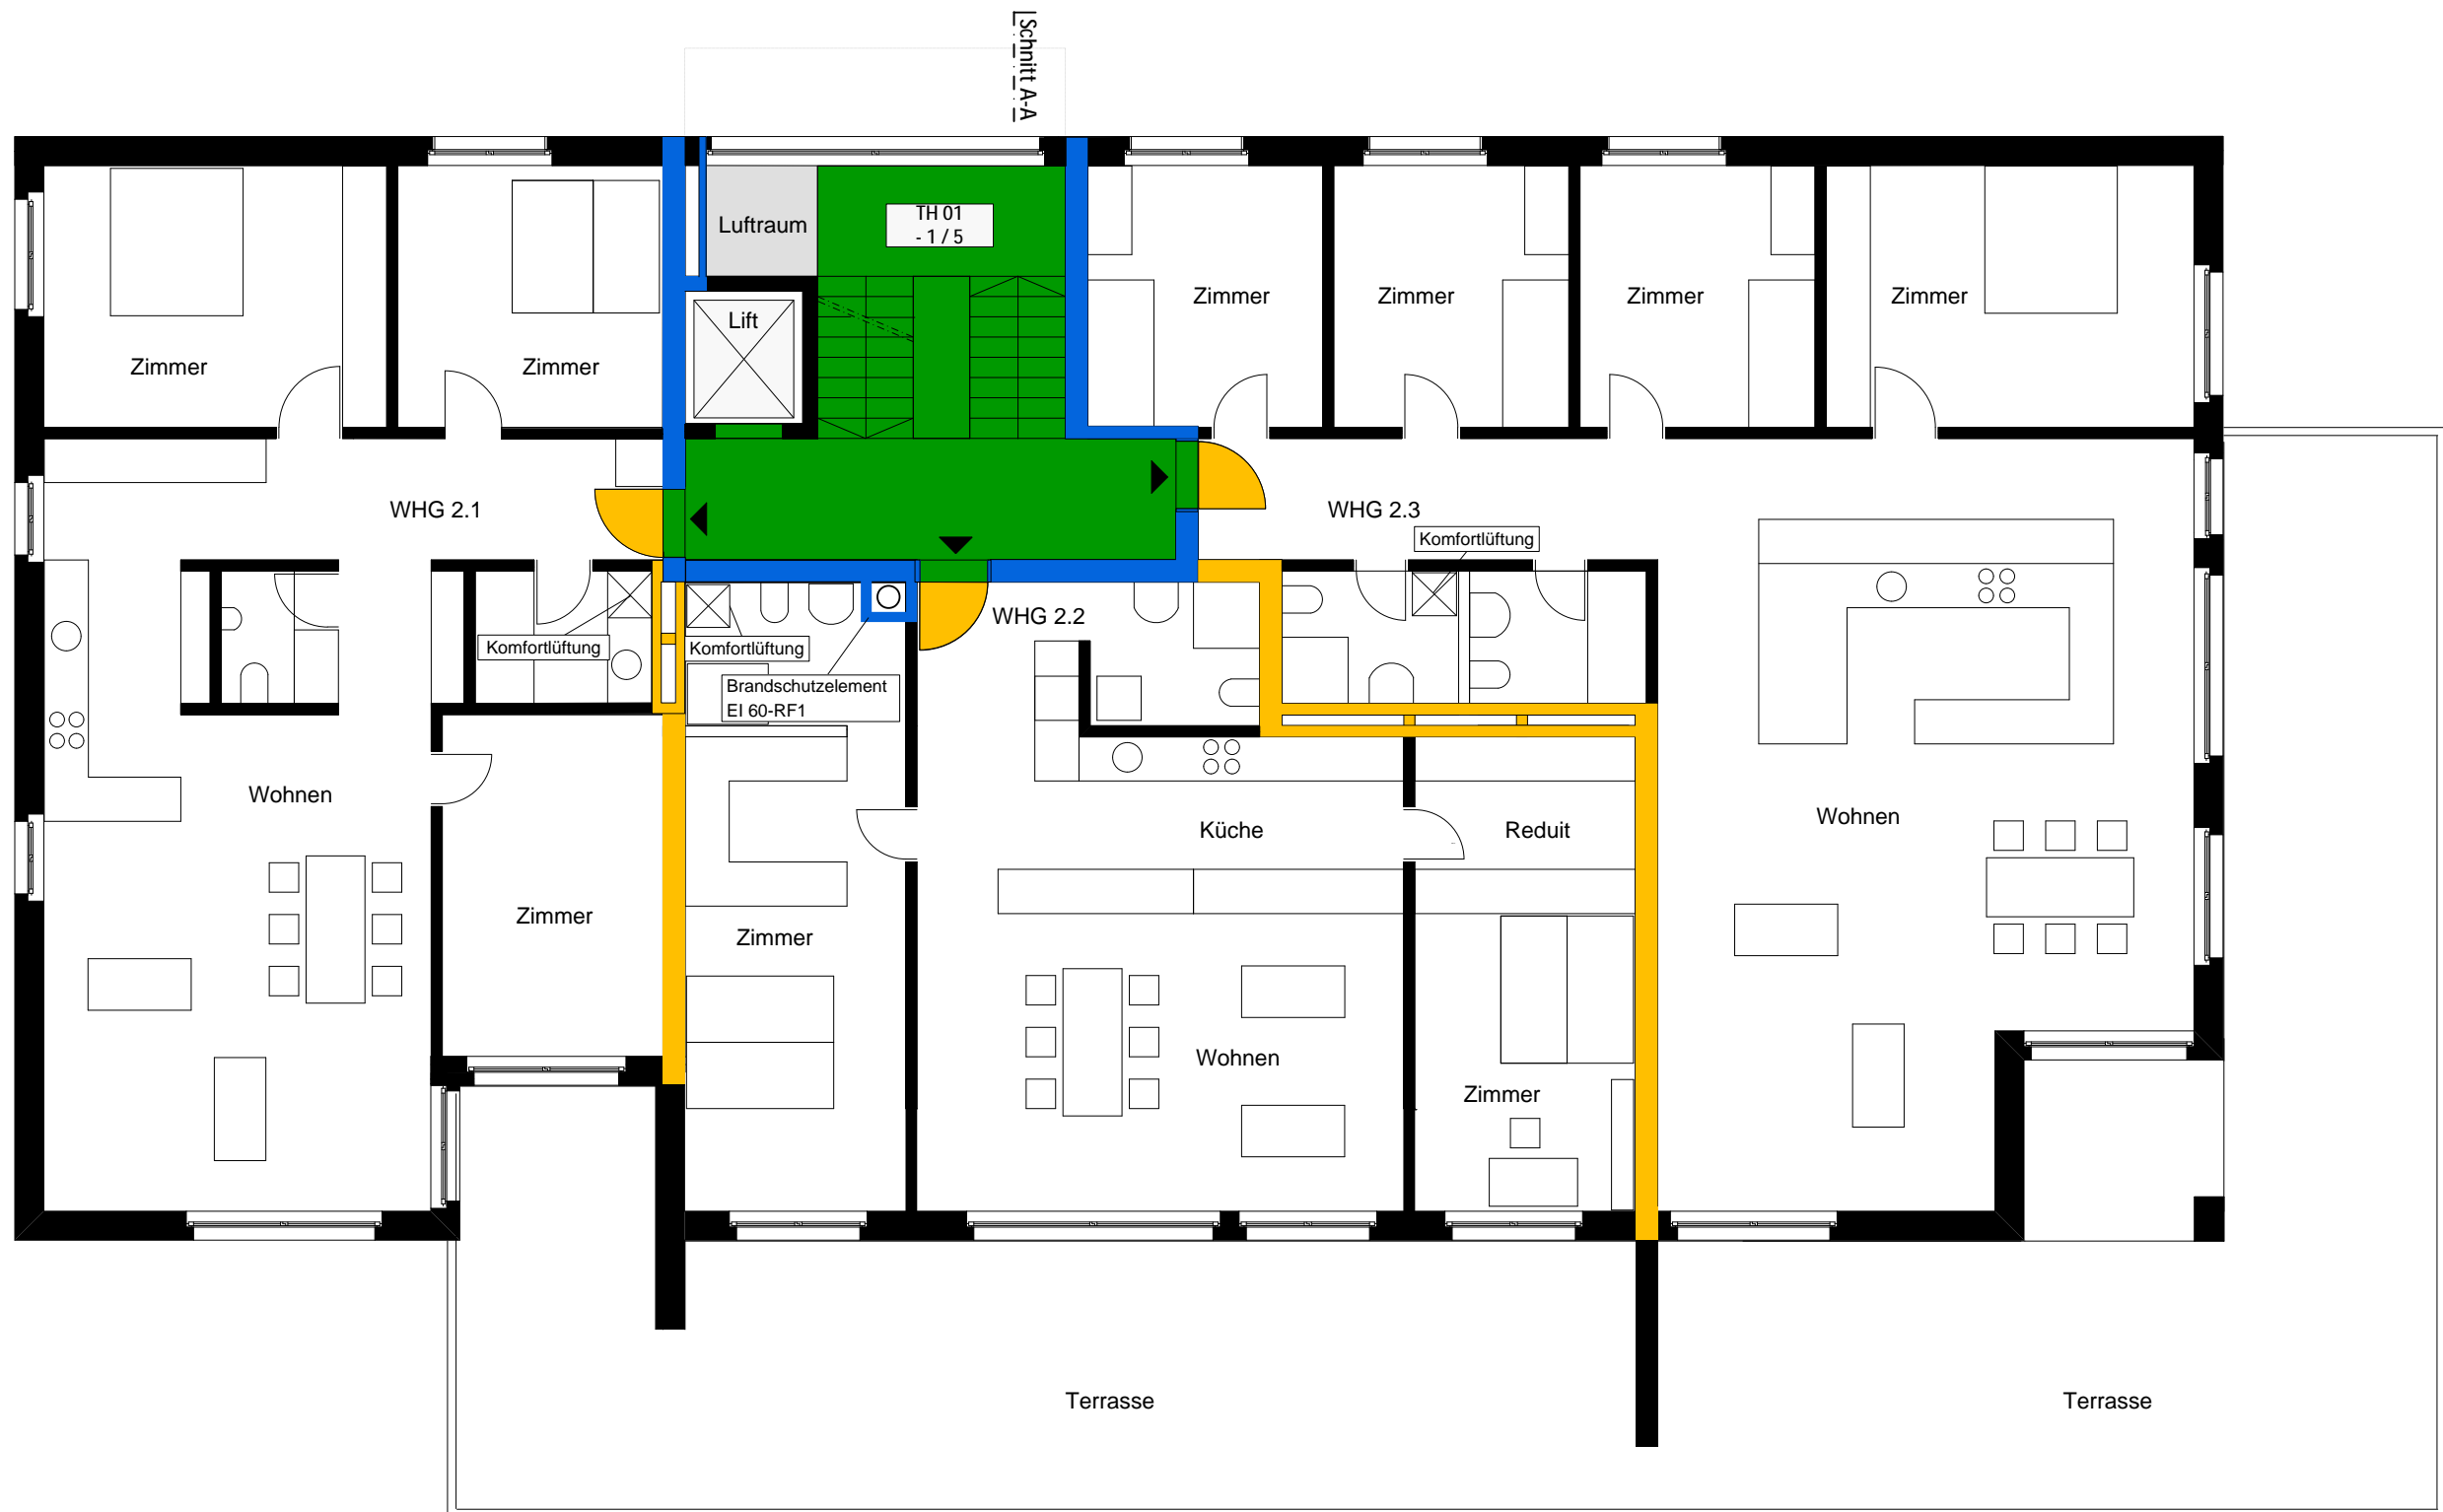 Schnitt A-A
TH 01
- 1 / 5
Luftraum
Lift
Zimmer
Zimmer
Zimmer
Zimmer
Zimmer
Zimmer
WHG 2.1
WHG 2.3
Komfortlüftung
WHG 2.2
Komfortlüftung
Komfortlüftung
Brandschutzelement
EI 60-RF1
Wohnen
Küche
Reduit
Wohnen
Zimmer
Zimmer
Wohnen
Zimmer
Terrasse
Terrasse